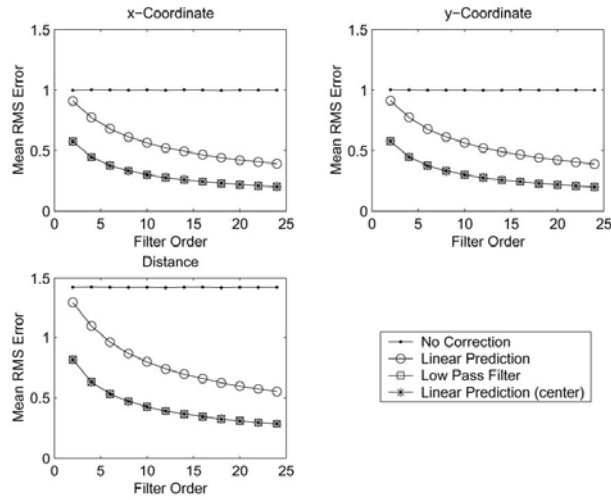 x-Coordinate
y-Coordinate
1.5
1
0.5
0
Mean RMS Error
0 5 10 15 20 25
Filter Order
1.5
1
0.5
0
Mean RMS Error
0 5 10 15 20 25
Filter Order
Distance
1.5
1
0.5
0
Mean RMS Error
0 5 10 15 20 25
Filter Order
No Correction
Linear Prediction
Low Pass Filter
Linear Prediction (center)